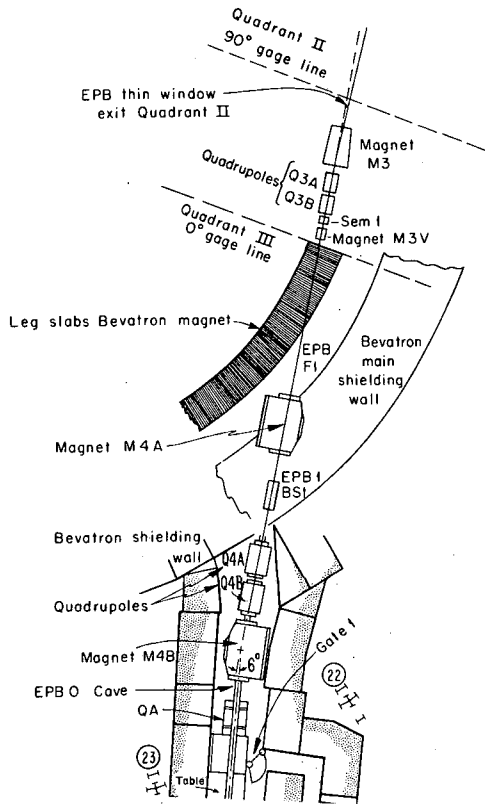 Quadrant II
90° gage line
EPB thin window
exit Quadrant II
Magnet
M3
Quadrupoles
Q3A
Q3B
Sem 1
Magnet M3V
Quadrant III
0° gage line
Leg slabs Bevatron magnet
EPB
F1
Bevatron
main
shielding
wall
Magnet M4A
EPB1
BS1
Bevatron shielding
wall
Q4A
Q4B
Quadrupoles
Magnet M4B
6°
Gate 1
EPB 0 Cave
22
QA
23
Table